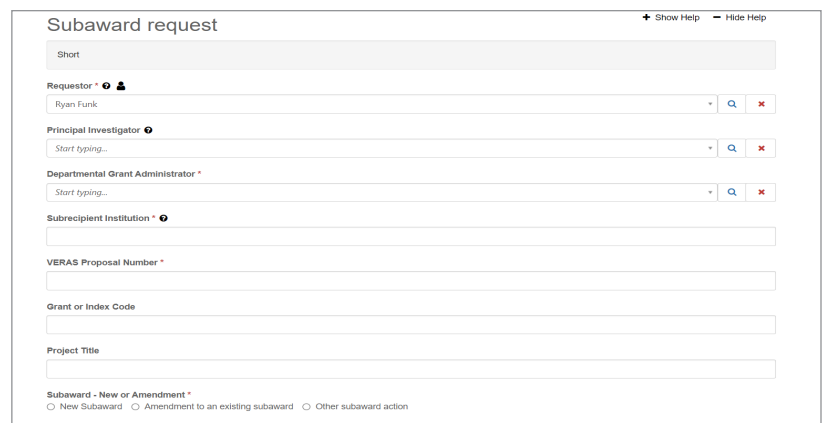 Subaward request
+ Show Help − Hide Help
Short
Requestor *
Ryan Funk
Principal Investigator
Start typing...
Departmental Grant Administrator *
Start typing...
Subrecipient Institution *
VERAS Proposal Number *
Grant or Index Code
Project Title
Subaward - New or Amendment *
New Subaward Amendment to an existing subaward Other subaward action